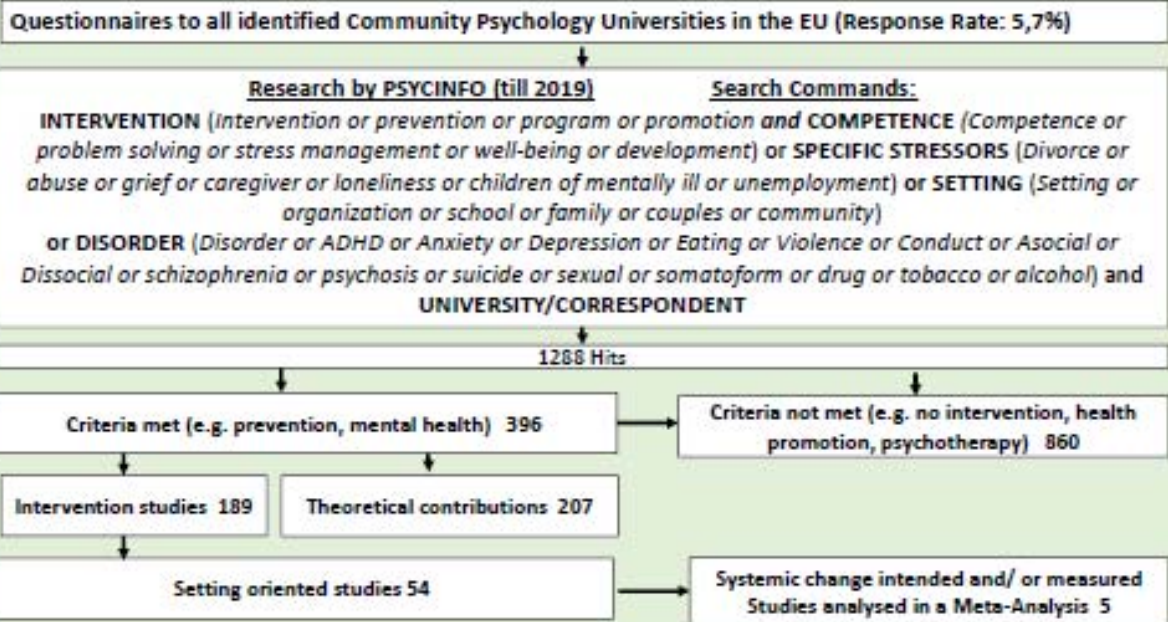 Questionnaires to all identified Community Psychology Universities in the EU (Response Rate: 5,7%)
Research by PSYCINFO (till 2019) Search Commands:
INTERVENTION (Intervention or prevention or program or promotion and COMPETENCE (Competence or
problem solving or stress management or well-being or development) or SPECIFIC STRESSORS (Divorce or
abuse or grief or caregiver or loneliness or children of mentally ill or unemployment) or SETTING (Setting or
organization or school or family or couples or community)
or DISORDER (Disorder or ADHD or Anxiety or Depression or Eating or Violence or Conduct or Asocial or
Dissocial or schizophrenia or psychosis or suicide or sexual or somatoform or drug or tobacco or alcohol) and
UNIVERSITY/CORRESPONDENT
1288 Hits
Criteria met (e.g. prevention, mental health) 396
Criteria not met (e.g. no intervention, health
promotion, psychotherapy) 860
Intervention studies 189
Theoretical contributions 207
Setting oriented studies 54
Systemic change intended and/ or measured
Studies analysed in a Meta-Analysis 5